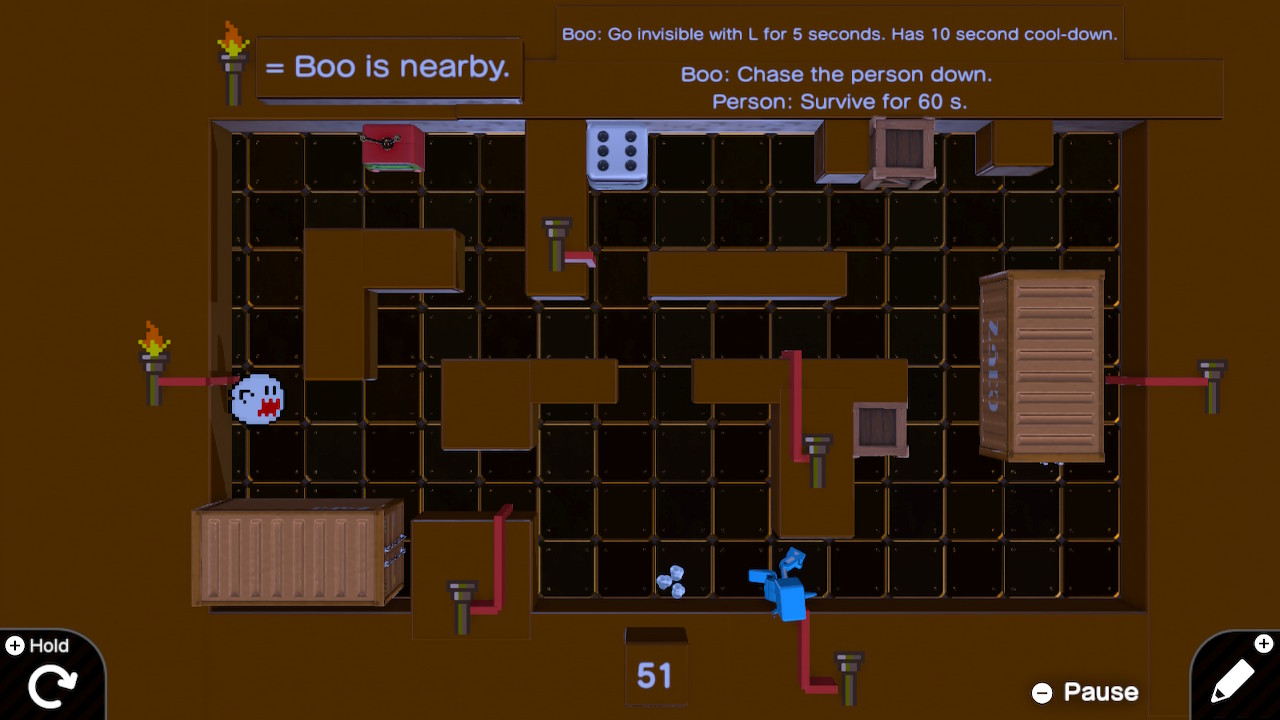 Boo: Go invisible with L for 5 seconds. Has 10 second cool-down.
= Boo is nearby.
Boo: Chase the person down.
Person: Survive for 60 s.
Hold
51
Pause